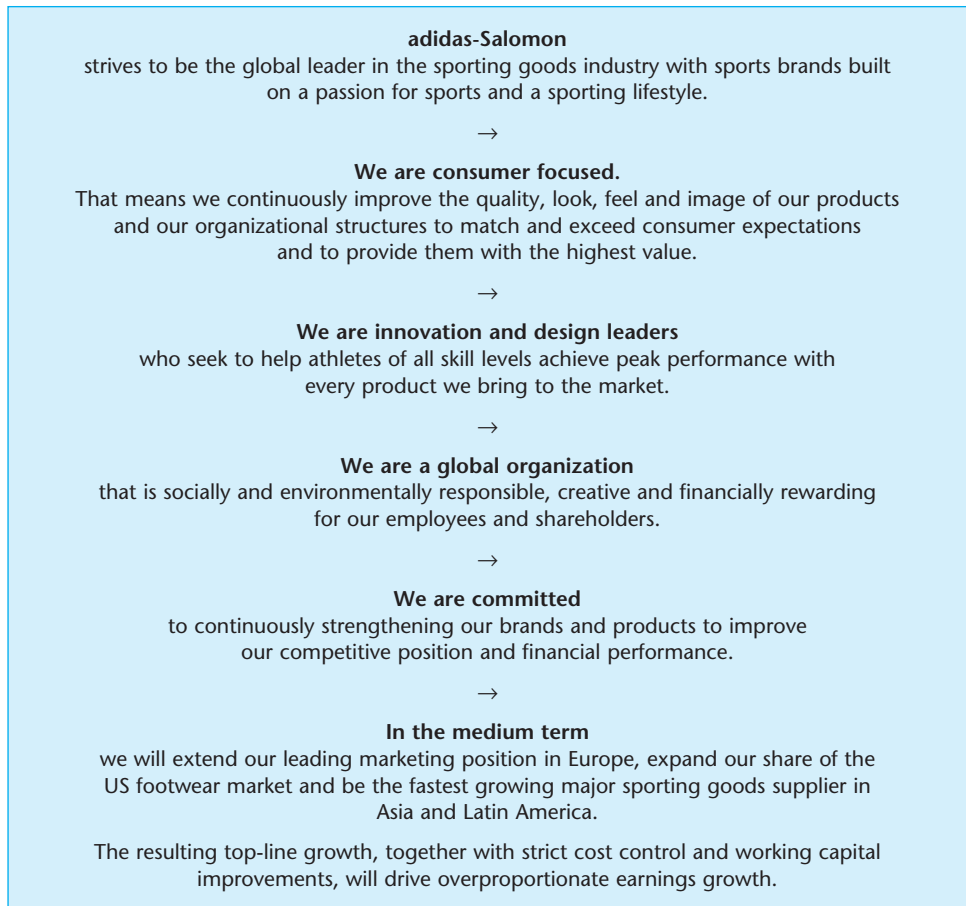 adidas-Salomon
strives to be the global leader in the sporting goods industry with sports brands built
on a passion for sports and a sporting lifestyle.
→
We are consumer focused.
That means we continuously improve the quality, look, feel and image of our products
and our organizational structures to match and exceed consumer expectations
and to provide them with the highest value.
→
We are innovation and design leaders
who seek to help athletes of all skill levels achieve peak performance with
every product we bring to the market.
→
We are a global organization
that is socially and environmentally responsible, creative and financially rewarding
for our employees and shareholders.
→
We are committed
to continuously strengthening our brands and products to improve
our competitive position and financial performance.
→
In the medium term
we will extend our leading marketing position in Europe, expand our share of the
US footwear market and be the fastest growing major sporting goods supplier in
Asia and Latin America.
The resulting top-line growth, together with strict cost control and working capital
improvements, will drive overproportionate earnings growth.